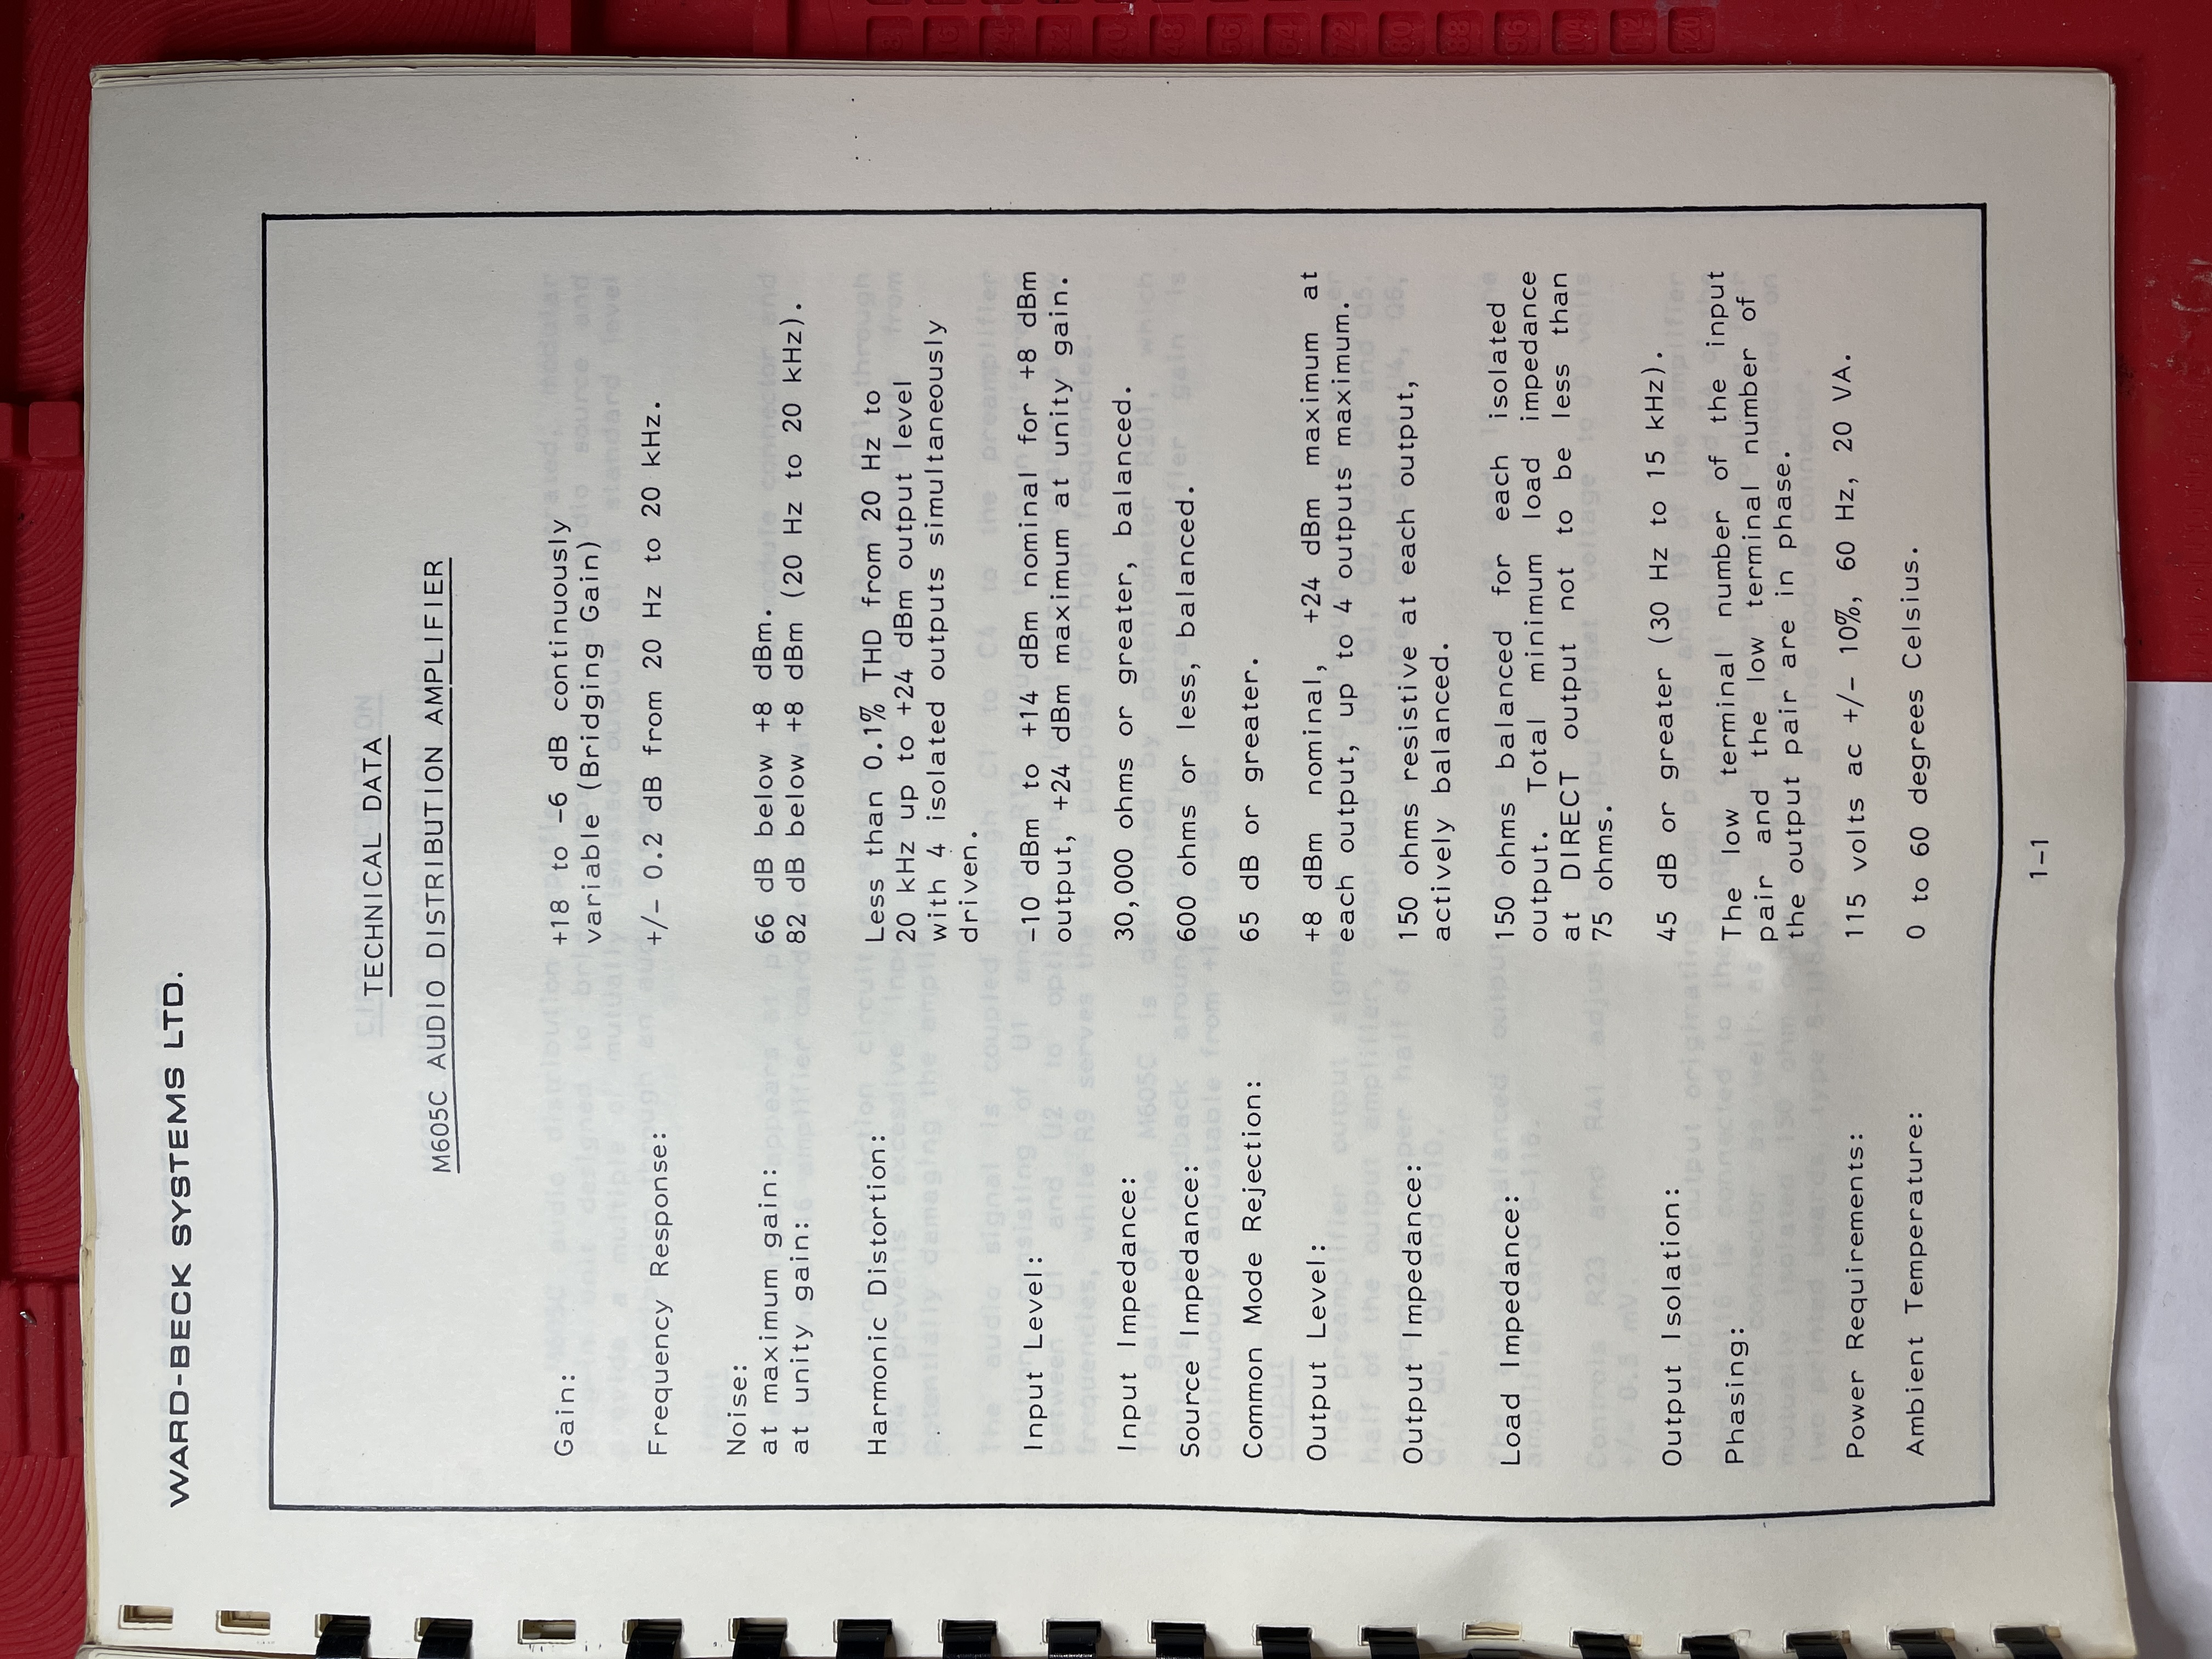 WARD-BECK SYSTEMS LTD.
TECHNICAL DATA
M605C AUDIO DISTRIBUTION AMPLIFIER
Gain: +18 to -6 dB continuously
variable (Bridging Gain)
Frequency Response: +/- 0.2 dB from 20 Hz to 20 kHz.
Noise:
at maximum gain: 66 dB below +8 dBm.
at unity gain: 82 dB below +8 dBm (20 Hz to 20 kHz).
Harmonic Distortion: Less than 0.1% THD from 20 Hz to
20 kHz up to +24 dBm output level
with 4 isolated outputs simultaneously
driven.
Input Level: -10 dBm to +14 dBm nominal for +8 dBm
output, +24 dBm maximum at unity gain.
Input Impedance: 30,000 ohms or greater, balanced.
Source Impedance: 600 ohms or less, balanced.
Common Mode Rejection: 65 dB or greater.
Output Level: +8 dBm nominal, +24 dBm maximum at
each output, up to 4 outputs maximum.
Output Impedance: 150 ohms resistive at each output,
actively balanced.
Load Impedance: 150 ohms balanced for each isolated
output. Total minimum load impedance
at DIRECT output not to be less than
75 ohms.
Output Isolation: 45 dB or greater (30 Hz to 15 kHz).
Phasing: The low terminal number of the input
pair and the low terminal number of
the output pair are in phase.
Power Requirements: 115 volts ac +/- 10%, 60 Hz, 20 VA.
Ambient Temperature: 0 to 60 degrees Celsius.
1-1